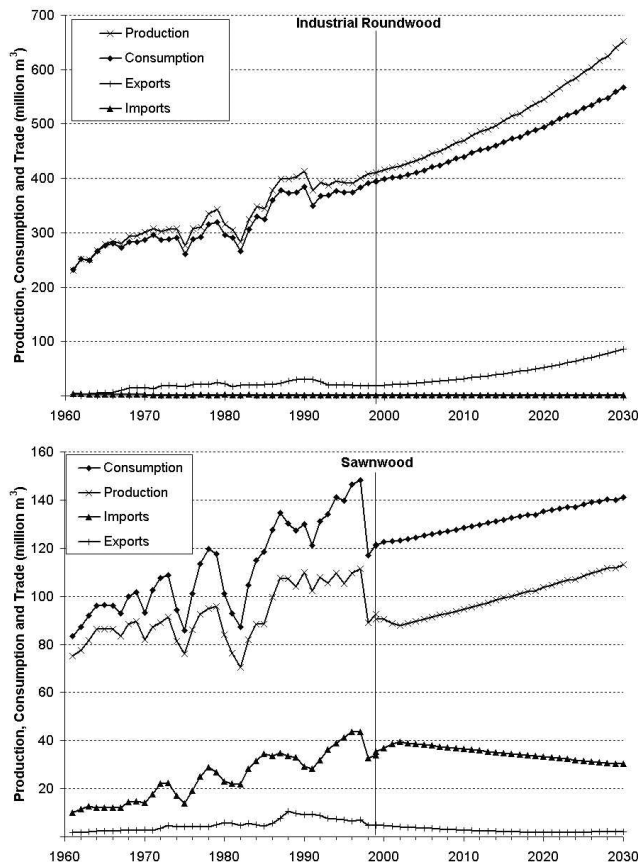 Industrial Roundwood
Production, Consumption and Trade (million m³)
700
600
500
400
300
200
100
Production
Consumption
Exports
Imports
1960 1970 1980 1990 2000 2010 2020 2030
Sawnwood
Production, Consumption and Trade (million m³)
160
140
120
100
80
60
40
20
Consumption
Production
Imports
Exports
1960 1970 1980 1990 2000 2010 2020 2030